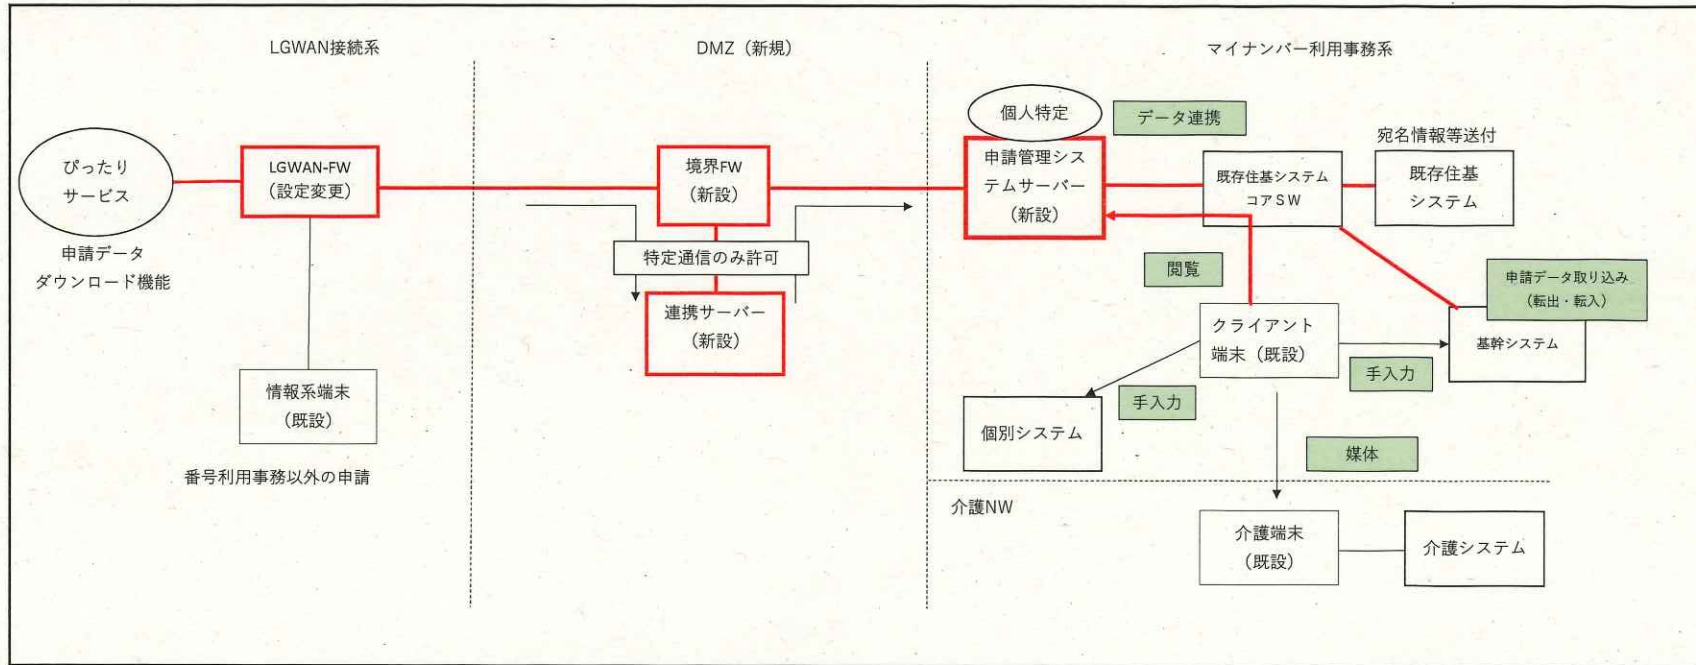 LGWAN接続系
DMZ（新規）
マイナンバー利用事務系
ぴったり
サービス
申請データ
ダウンロード機能
LGWAN-FW
（設定変更）
情報系端末
（既設）
番号利用事務以外の申請
境界FW
（新設）
特定通信のみ許可
連携サーバー
（新設）
個人特定
データ連携
申請管理シス
テムサーバー
（新設）
既存住基システム
コアＳＷ
宛名情報等送付
既存住基
システム
閲覧
申請データ取り込み
（転出・転入）
クライアント
端末（既設）
基幹システム
手入力
手入力
個別システム
媒体
介護NW
介護端末
（既設）
介護システム